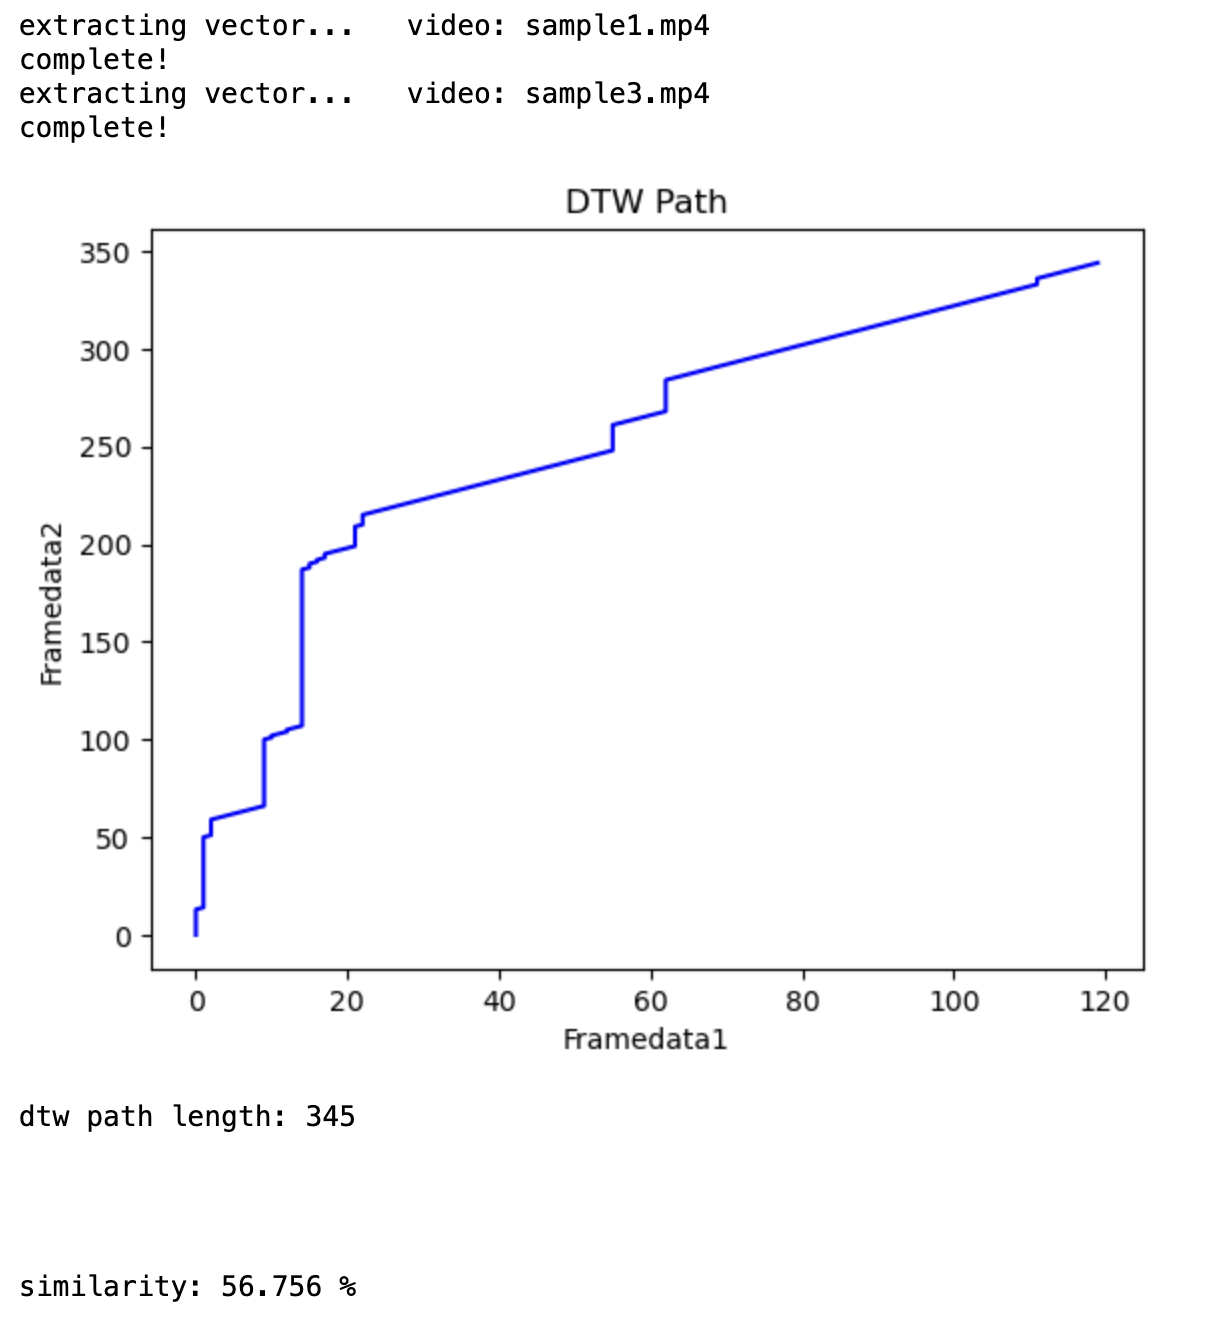 extracting vector...   video: sample1.mp4
complete!
extracting vector...   video: sample3.mp4
complete!
DTW Path
350
300
250
200
150
100
50
0
Framedata2
0 20 40 60 80 100 120
Framedata1
dtw path length: 345
similarity: 56.756 %